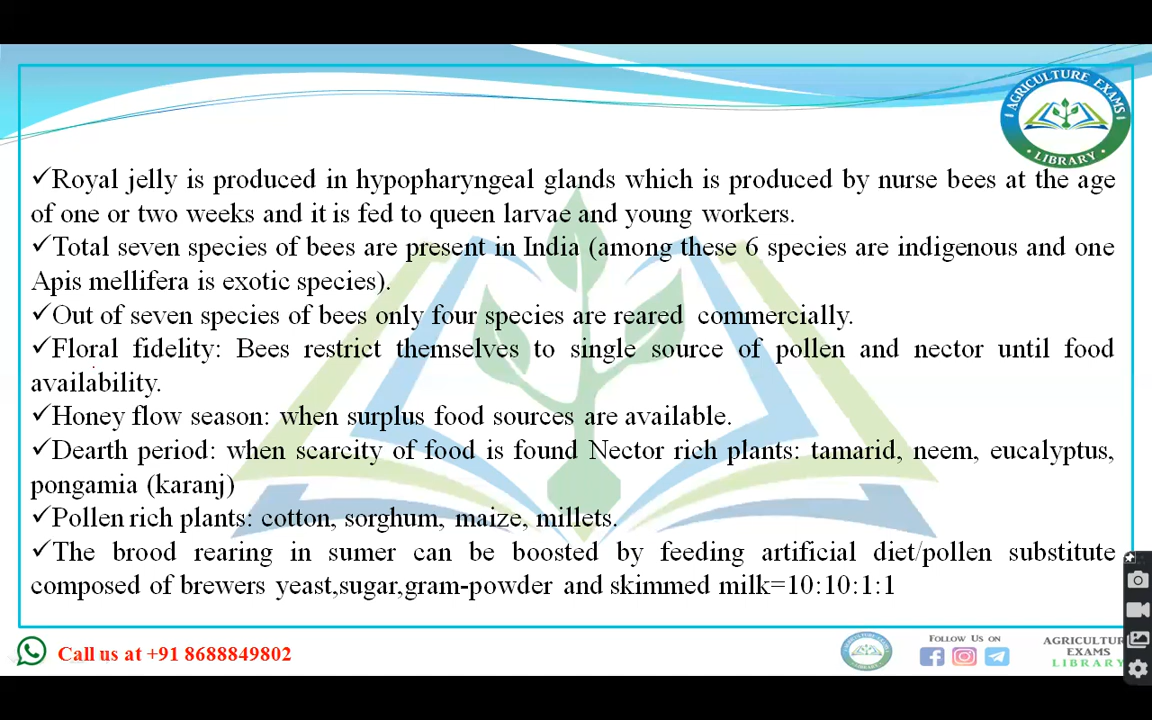 AGRICULTURE EXAMS
LIBRARY
✓Royal jelly is produced in hypopharyngeal glands which is produced by nurse bees at the age
of one or two weeks and it is fed to queen larvae and young workers.
✓Total seven species of bees are present in India (among these 6 species are indigenous and one
Apis mellifera is exotic species).
✓Out of seven species of bees only four species are reared commercially.
✓Floral fidelity: Bees restrict themselves to single source of pollen and nector until food
availability.
✓Honey flow season: when surplus food sources are available.
✓Dearth period: when scarcity of food is found Nector rich plants: tamarid, neem, eucalyptus,
pongamia (karanj)
✓Pollen rich plants: cotton, sorghum, maize, millets.
✓The brood rearing in sumer can be boosted by feeding artificial diet/pollen substitute
composed of brewers yeast,sugar,gram-powder and skimmed milk=10:10:1:1
Call us at +91 8688849802
FOLLOW US ON
AGRICULTUR
EXAMS
LIBRARY